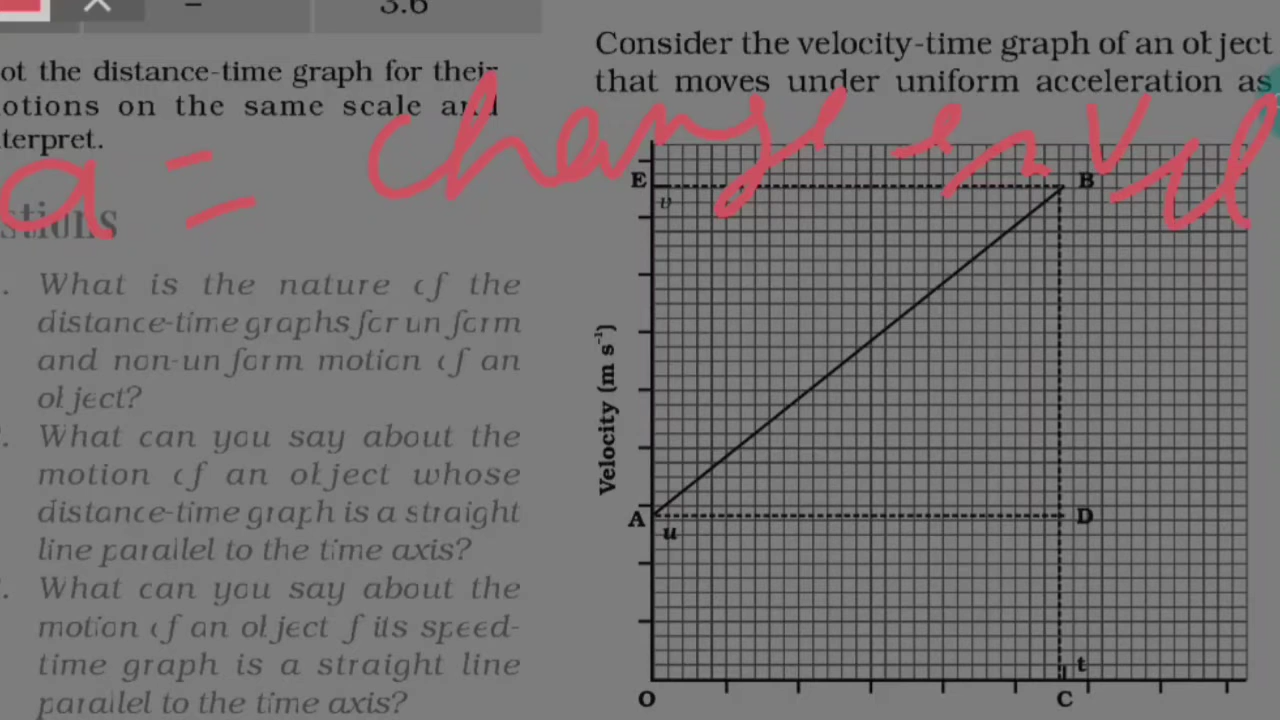 = 3.6
ot the distance-time graph for their
otions on the same scale and
terpret.
stions
. What is the nature of the
distance-time graphs for uniform
and non-uniform motion of an
object?
. What can you say about the
motion of an object whose
distance-time graph is a straight
line parallel to the time axis?
. What can you say about the
motion of an object if its speed-
time graph is a straight line
parallel to the time axis?
Consider the velocity-time graph of an object
that moves under uniform acceleration as
a = change in vel
E B
v
Velocity (m s⁻¹)
A D
u
t
O C